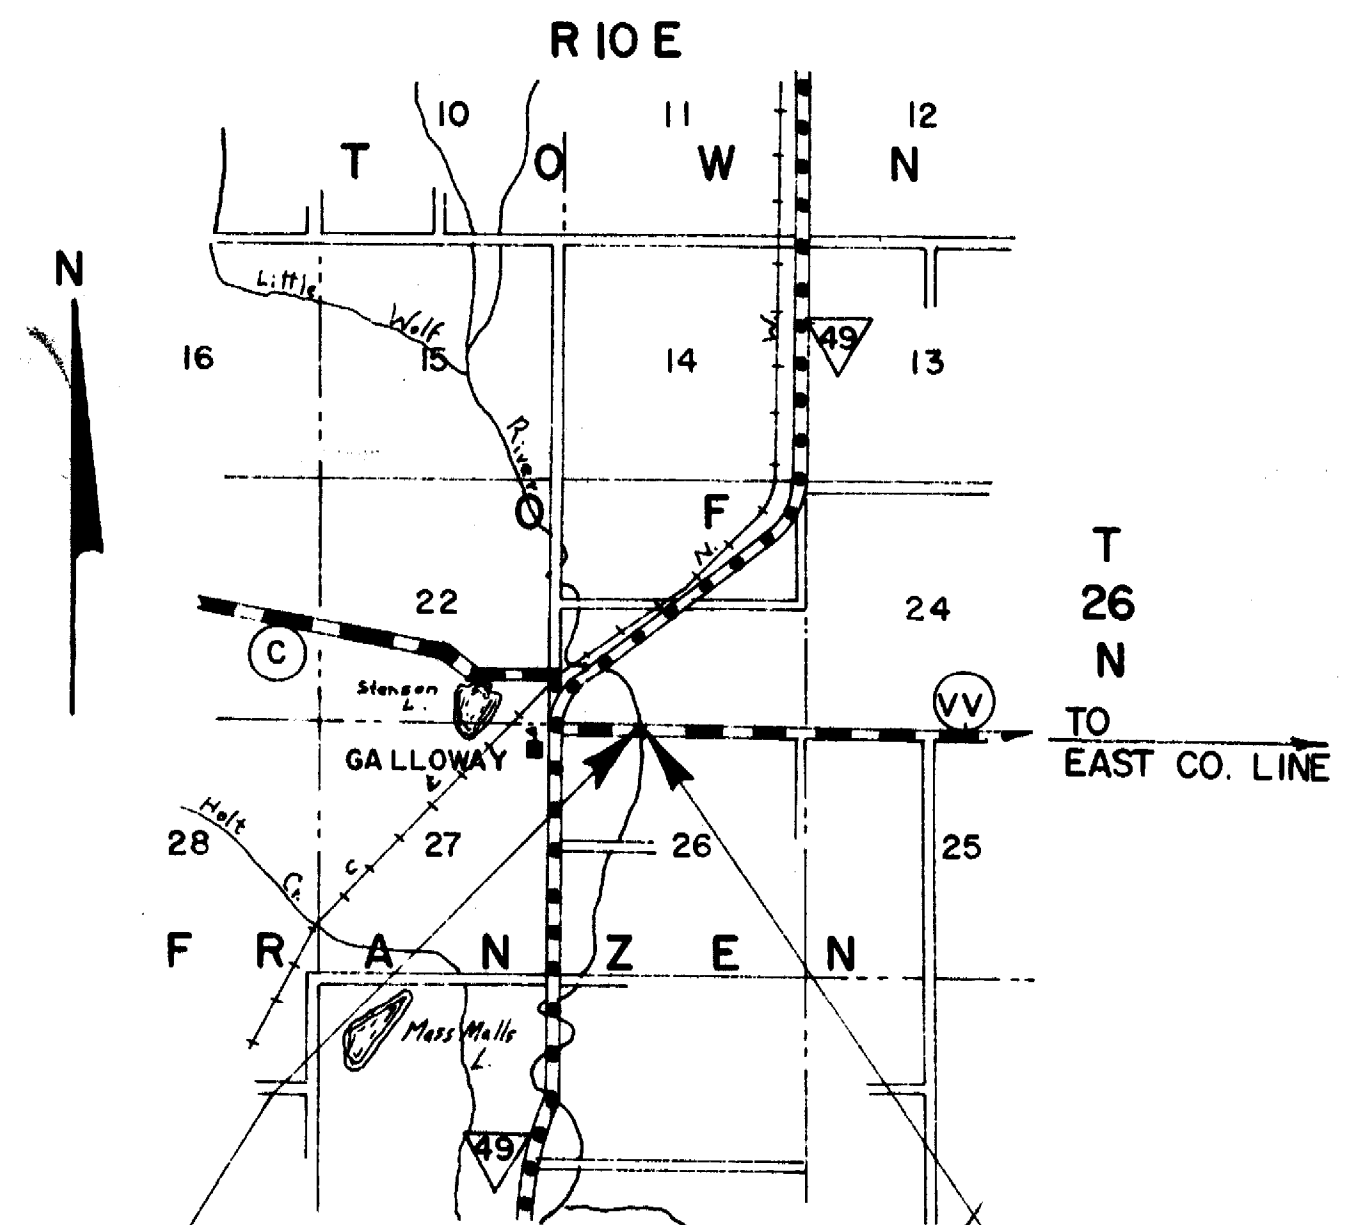 R 10 E
10 11 12
T O W N
N
Little
Wolf
49
W.
16 15 14 13
River
O F
N.
T
26
N
22 24
C
Stenson
L.
VV
TO
EAST CO. LINE
GALLOWAY
Holt
28 27 26 25
C
Cr.
F R A N Z E N
Moss Malls
L.
49